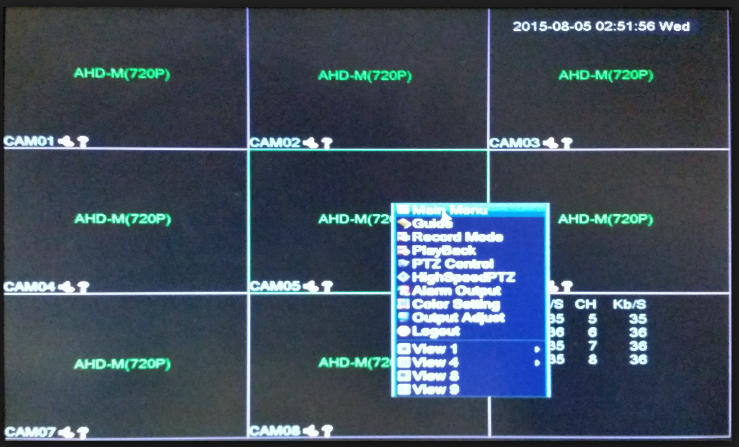 2015-08-05 02:51:56 Wed
AHD-M(720P) AHD-M(720P) AHD-M(720P)
CAM01 CAM02 CAM03
AHD-M(720P) AHD-M(72 AHD-M(720P)
Main Menu
Guide
Record Mode
PlayBack
PTZ Control
HighSpeedPTZ
Alarm Output
Color Setting
Output Adjust
Logout
View 1
View 4
View 8
View 9
CAM04 CAM05
/S CH Kb/S
35 5 35
36 6 36
35 7 36
35 8 36
AHD-M(720P) AHD-M(72
CAM07 CAM08